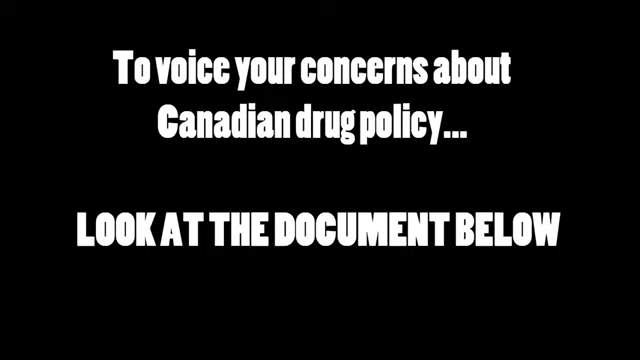 To voice your concerns about
Canadian drug policy...
LOOK AT THE DOCUMENT BELOW